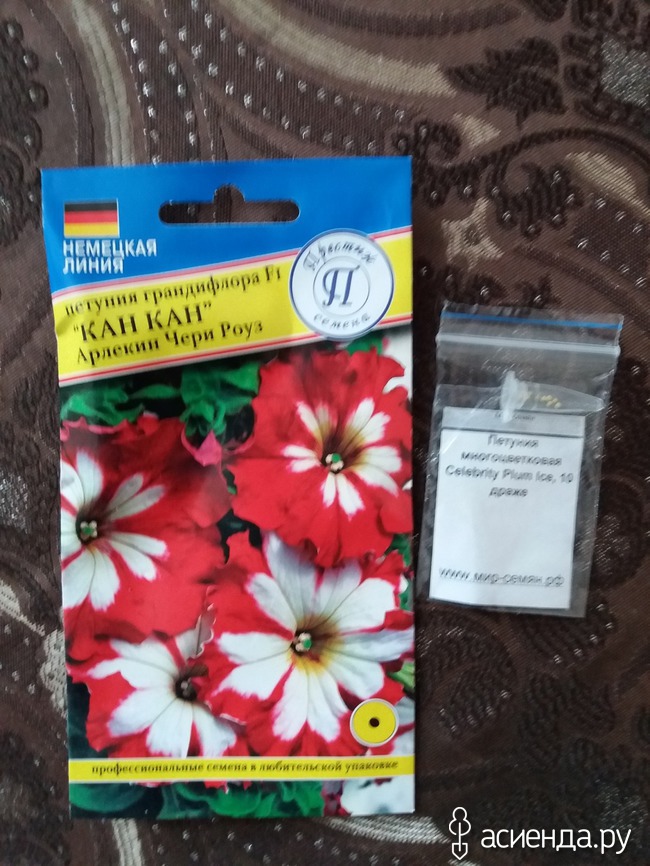 НЕМЕЦКАЯ
ЛИНИЯ
петуния грандифлора F1
"КАН КАН"
Арлекин Чери Роуз
Престиж
П
семена
профессиональные семена в любительской упаковке
Петуния
многоцветковая
Celebrity Plum Ice, 10
драже
www.мир-семян.рф
асиенда.ру